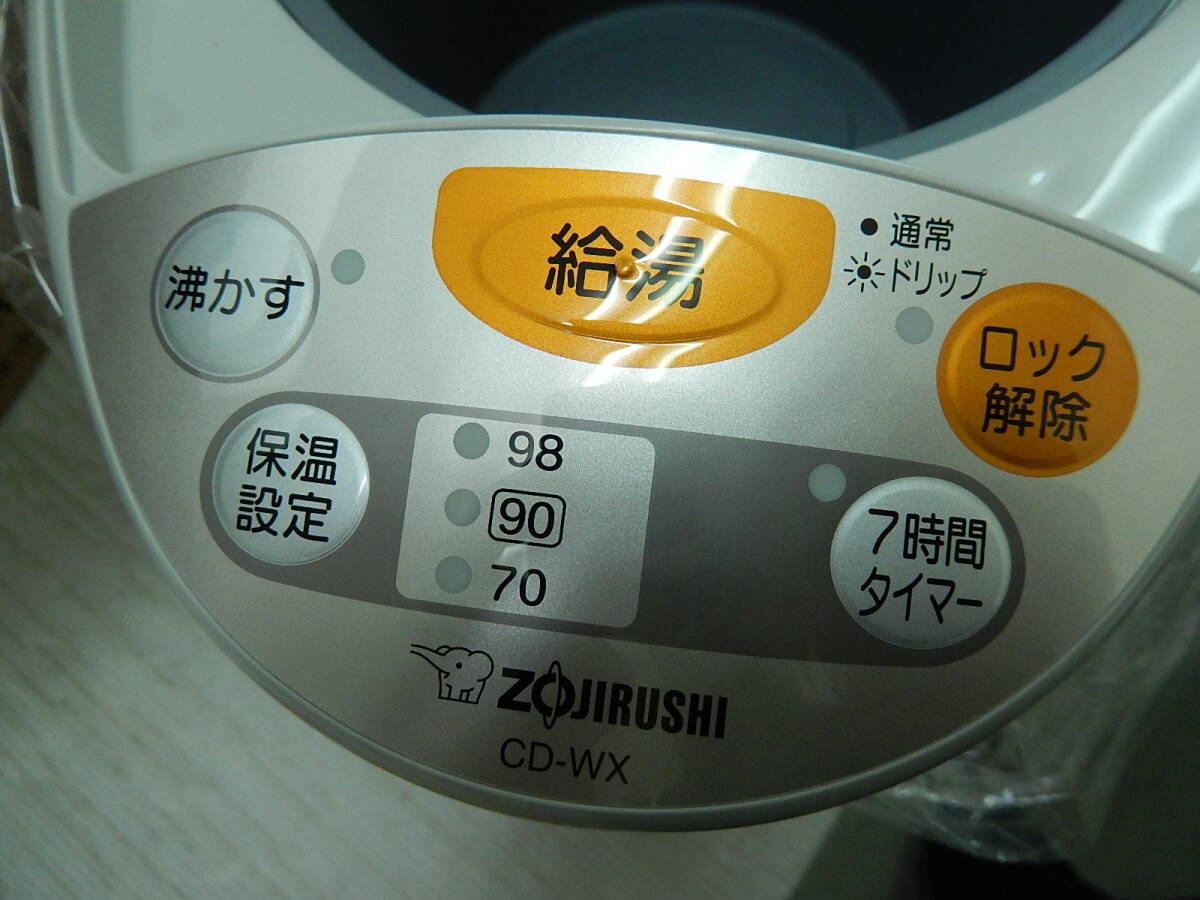 給湯
通常
ドリップ
沸かす
ロック
解除
保温
設定
98
90
70
7時間
タイマー
ZOJIRUSHI
CD-WX